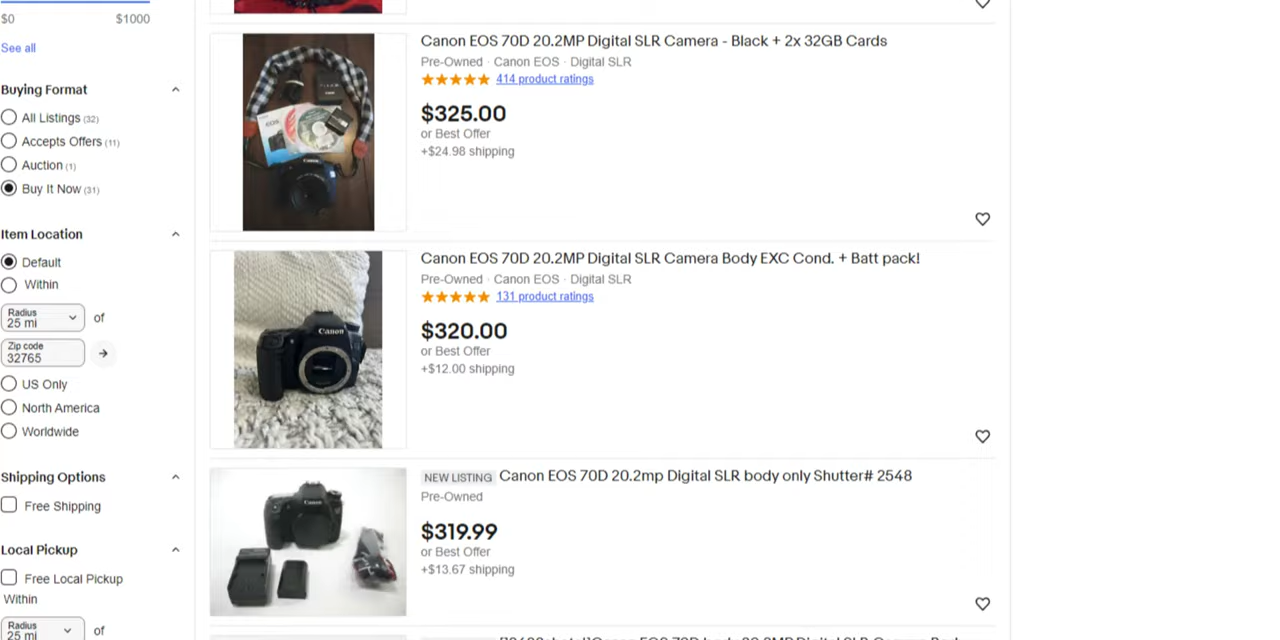 $0 $1000
See all
Buying Format
All Listings (32)
Accepts Offers (11)
Auction (1)
Buy It Now (31)
Item Location
Default
Within
Radius
25 mi
of
Zip code
32765
US Only
North America
Worldwide
Shipping Options
Free Shipping
Local Pickup
Free Local Pickup
Within
Radius
25 mi
of
Canon EOS 70D 20.2MP Digital SLR Camera - Black + 2x 32GB Cards
Pre-Owned · Canon EOS · Digital SLR
414 product ratings
$325.00
or Best Offer
+$24.98 shipping
EOS
Canon
Canon EOS 70D 20.2MP Digital SLR Camera Body EXC Cond. + Batt pack!
Pre-Owned · Canon EOS · Digital SLR
131 product ratings
$320.00
or Best Offer
+$12.00 shipping
Canon
NEW LISTING Canon EOS 70D 20.2mp Digital SLR body only Shutter# 2548
Pre-Owned
$319.99
or Best Offer
+$13.67 shipping
Canon